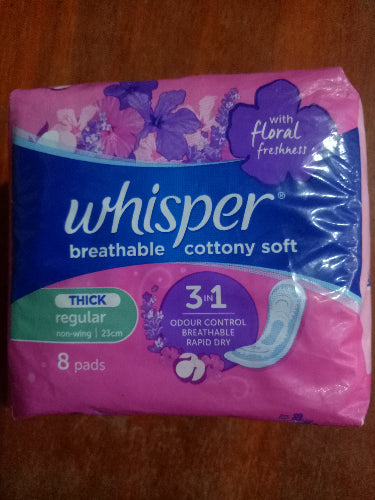 with
floral
freshness
whisper®
breathable cottony soft
THICK
regular
non-wing | 23cm
8 pads
3 IN 1
ODOUR CONTROL
BREATHABLE
RAPID DRY